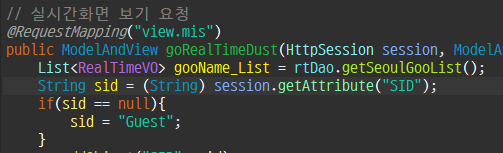 // 실시간화면 보기 요청
@RequestMapping("view.mis")
public ModelAndView goRealTimeDust(HttpSession session, ModelA
List<RealTimeVO> gooName_List = rtDao.getSeoulGooList();
String sid = (String) session.getAttribute("SID");
if(sid == null){
sid = "Guest";
}